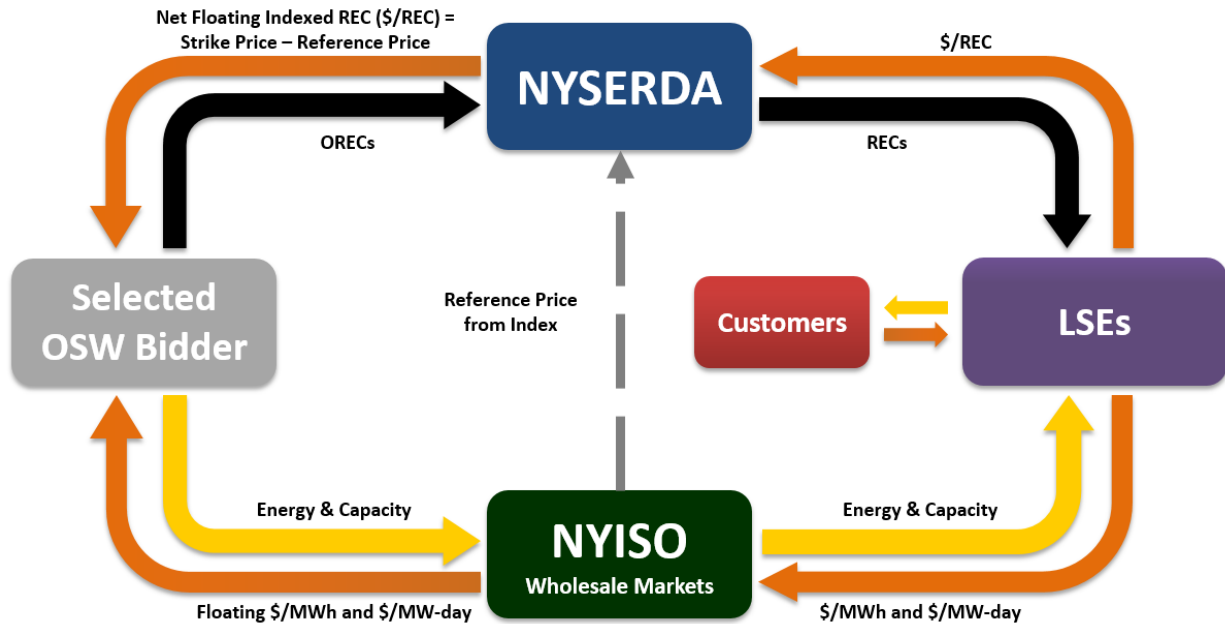 Net Floating Indexed REC ($/REC) =
Strike Price – Reference Price
$/REC
NYSERDA
ORECs
RECs
Selected
OSW Bidder
Reference Price
from Index
Customers
LSEs
Energy & Capacity
Energy & Capacity
NYISO
Wholesale Markets
Floating $/MWh and $/MW-day
$/MWh and $/MW-day